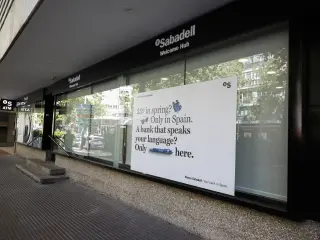 Sabadell
Welcome Hub
Sabadell
in spring?
Only in Spain.
A bank that speaks
your language?
Only here.